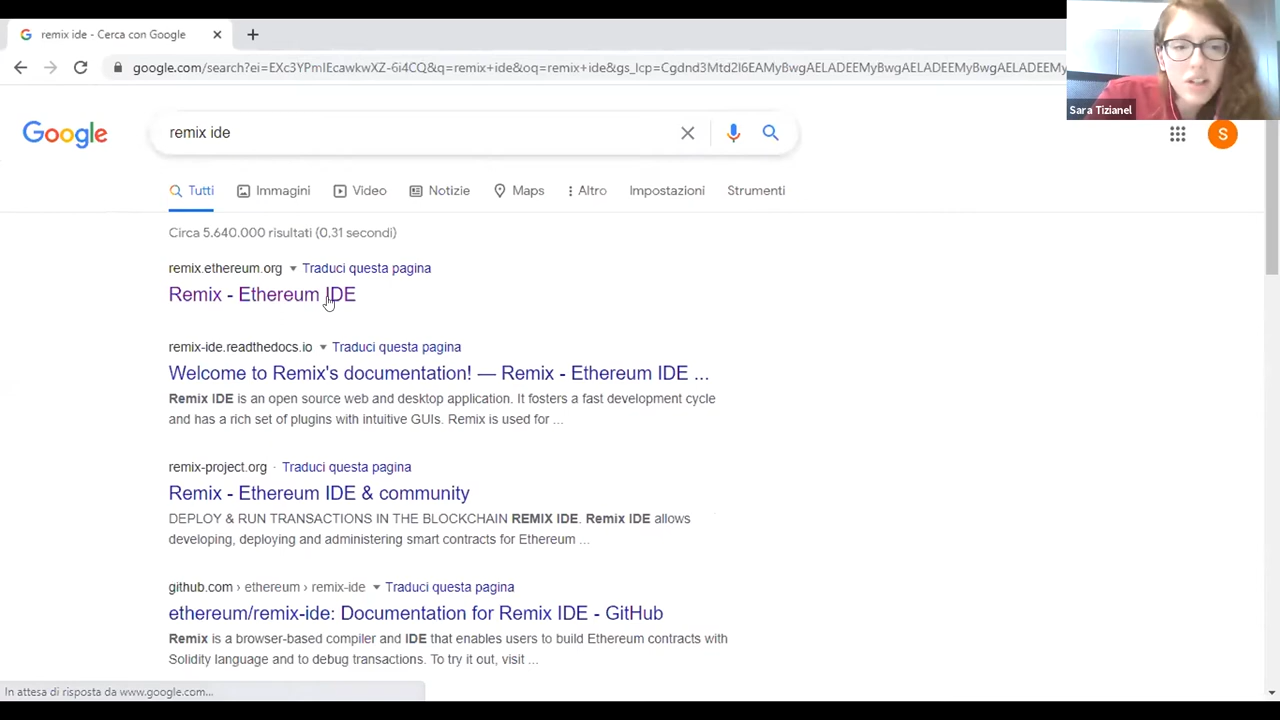 remix ide - Cerca con Google
google.com/search?ei=EXc3YPmIEcawkwXZ-6i4CQ&q=remix+ide&oq=remix+ide&gs_lcp=Cgdnd3Mtd2l6EAMyBwgAELADEEMyBwgAELADEEMyBwgAELADEEMyBwgAELADEEMy
Sara Tizianel
Google
remix ide
S
Tutti Immagini Video Notizie Maps Altro Impostazioni Strumenti
Circa 5.640.000 risultati (0,31 secondi)
remix.ethereum.org Traduci questa pagina
Remix - Ethereum IDE
remix-ide.readthedocs.io Traduci questa pagina
Welcome to Remix's documentation! — Remix - Ethereum IDE ...
Remix IDE is an open source web and desktop application. It fosters a fast development cycle
and has a rich set of plugins with intuitive GUIs. Remix is used for ...
remix-project.org · Traduci questa pagina
Remix - Ethereum IDE & community
DEPLOY & RUN TRANSACTIONS IN THE BLOCKCHAIN REMIX IDE. Remix IDE allows
developing, deploying and administering smart contracts for Ethereum ...
github.com › ethereum › remix-ide Traduci questa pagina
ethereum/remix-ide: Documentation for Remix IDE - GitHub
Remix is a browser-based compiler and IDE that enables users to build Ethereum contracts with
Solidity language and to debug transactions. To try it out, visit ...
In attesa di risposta da www.google.com...